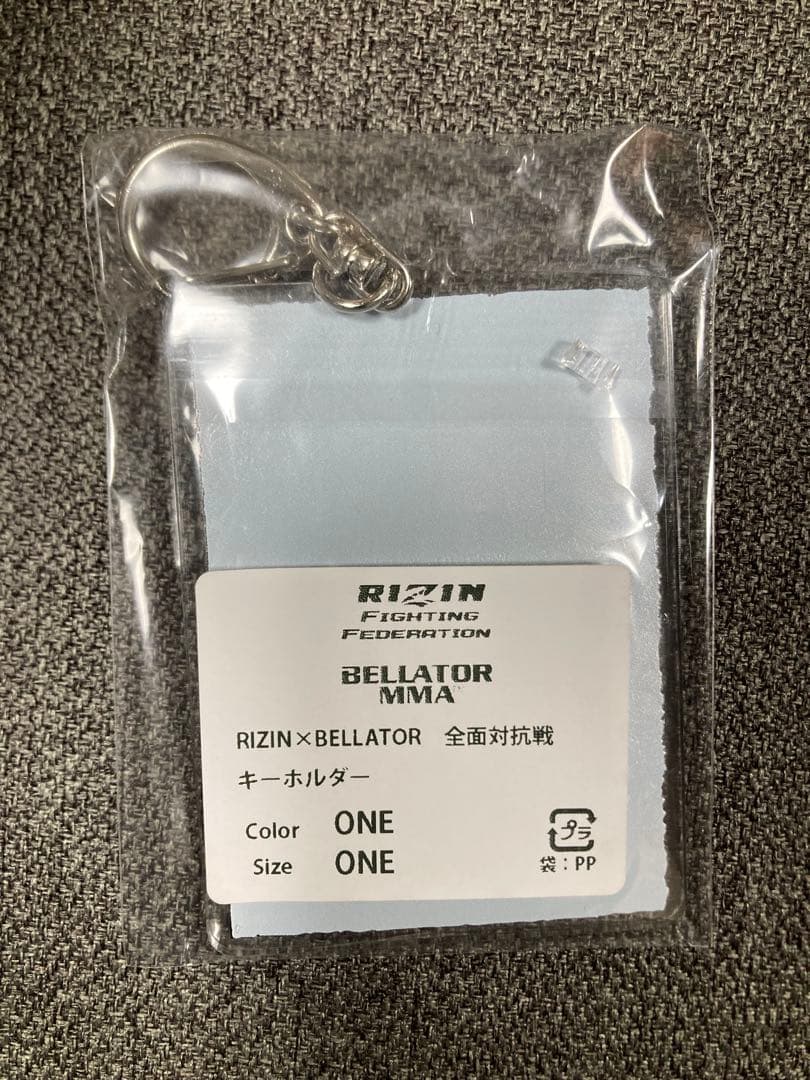 RIZIN
FIGHTING
FEDERATION
BELLATOR
MMA
RIZIN×BELLATOR 全面対抗戦
キーホルダー
Color ONE
Size ONE
プラ
袋：PP